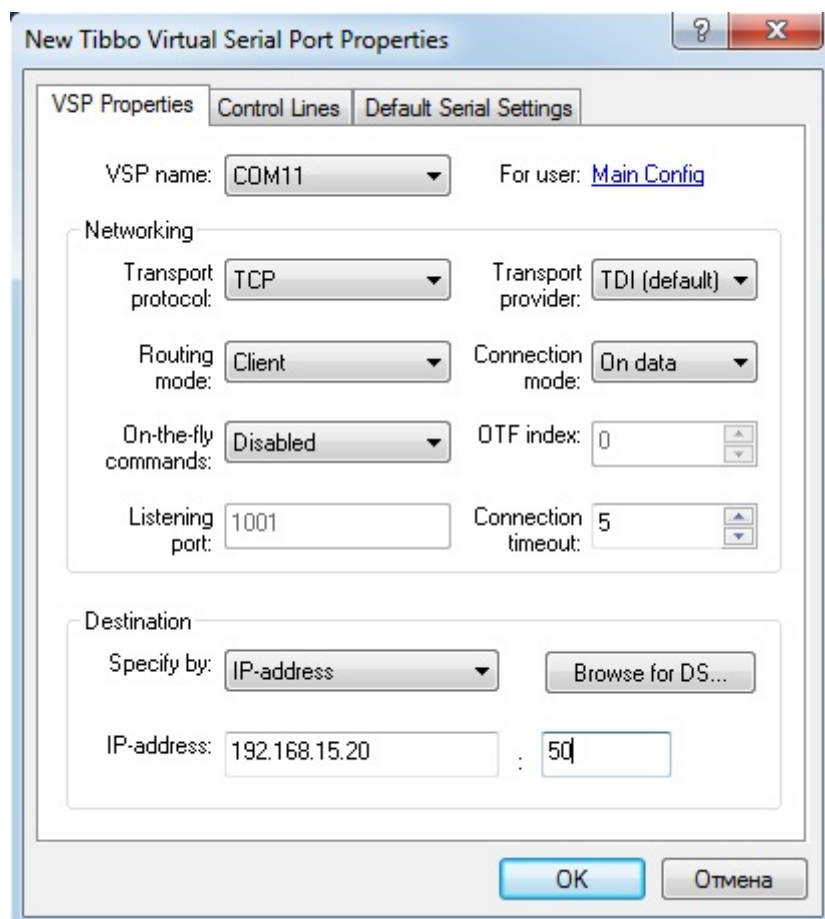 New Tibbo Virtual Serial Port Properties
VSP Properties Control Lines Default Serial Settings
VSP name: COM11 For user: Main Config
Networking
Transport protocol: TCP Transport provider: TDI (default)
Routing mode: Client Connection mode: On data
On-the-fly commands: Disabled OTF index: 0
Listening port: 1001 Connection timeout: 5
Destination
Specify by: IP-address Browse for DS...
IP-address: 192.168.15.20 : 50
OK Отмена